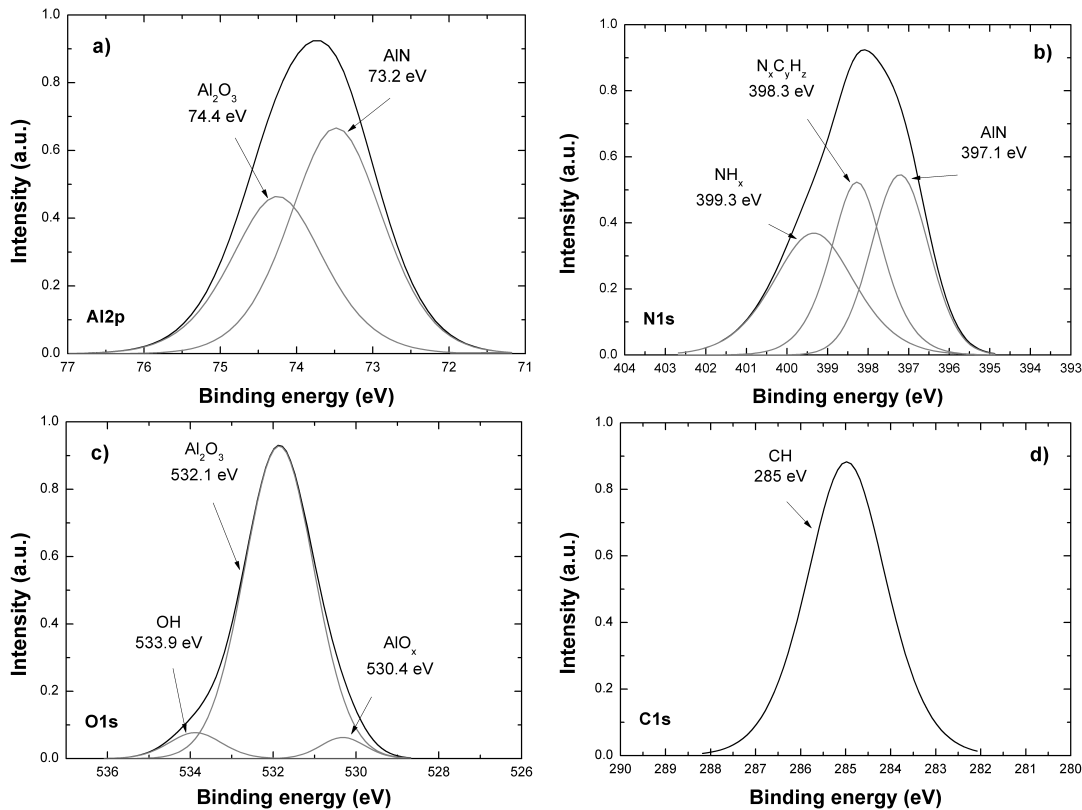 a)
Al₂O₃
74.4 eV
AlN
73.2 eV
Al2p
Intensity (a.u.)
1.0
0.8
0.6
0.4
0.2
0.0
77 76 75 74 73 72 71
Binding energy (eV)
b)
NₓCᵧH_z
398.3 eV
NHₓ
399.3 eV
AlN
397.1 eV
N1s
Intensity (a.u.)
1.0
0.8
0.6
0.4
0.2
0.0
404 403 402 401 400 399 398 397 396 395 394 393
Binding energy (eV)
c)
Al₂O₃
532.1 eV
OH
533.9 eV
AlOₓ
530.4 eV
O1s
Intensity (a.u.)
1.0
0.8
0.6
0.4
0.2
0.0
536 534 532 530 528 526
Binding energy (eV)
d)
CH
285 eV
C1s
Intensity (a.u.)
1.0
0.8
0.6
0.4
0.2
0.0
290 289 288 287 286 285 284 283 282 281 280
Binding energy (eV)